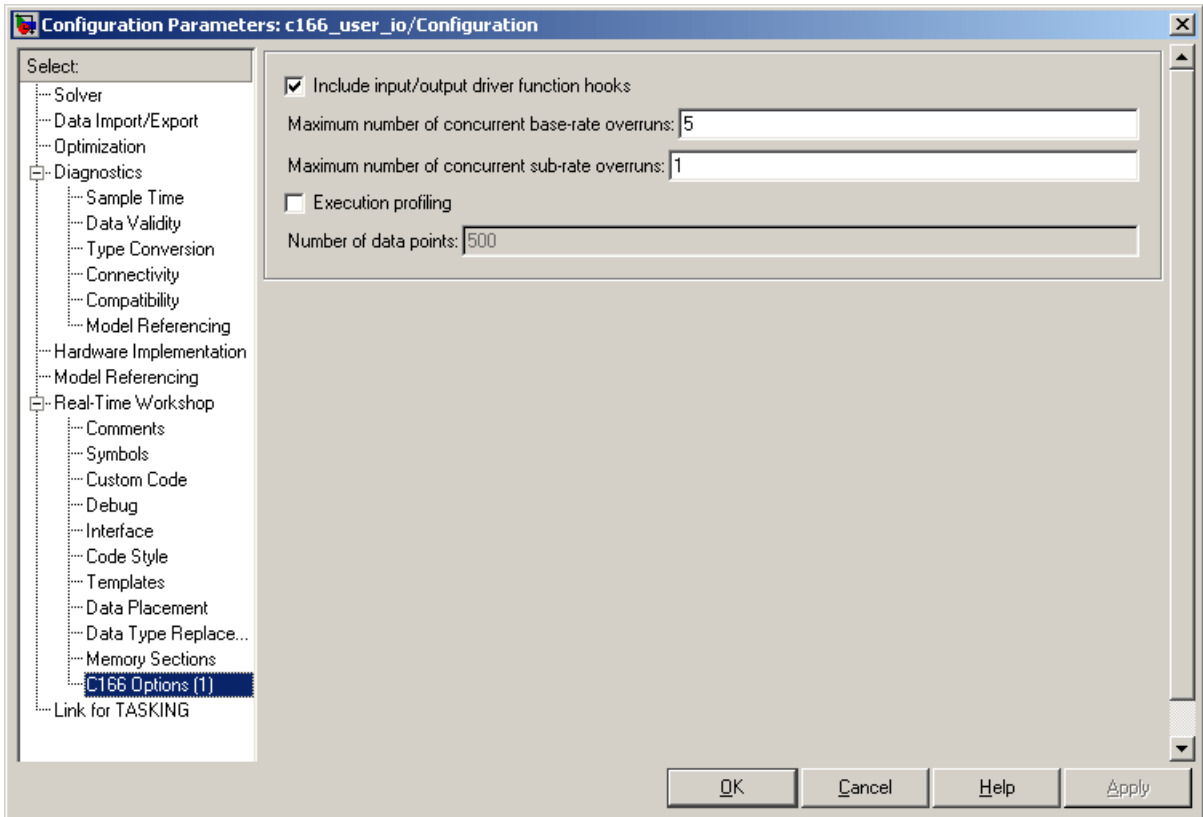 Configuration Parameters: c166_user_io/Configuration
Select:
Solver
Data Import/Export
Optimization
Diagnostics
Sample Time
Data Validity
Type Conversion
Connectivity
Compatibility
Model Referencing
Hardware Implementation
Model Referencing
Real-Time Workshop
Comments
Symbols
Custom Code
Debug
Interface
Code Style
Templates
Data Placement
Data Type Replace...
Memory Sections
C166 Options (1)
Link for TASKING
Include input/output driver function hooks
Maximum number of concurrent base-rate overruns: 5
Maximum number of concurrent sub-rate overruns: 1
Execution profiling
Number of data points: 500
OK Cancel Help Apply